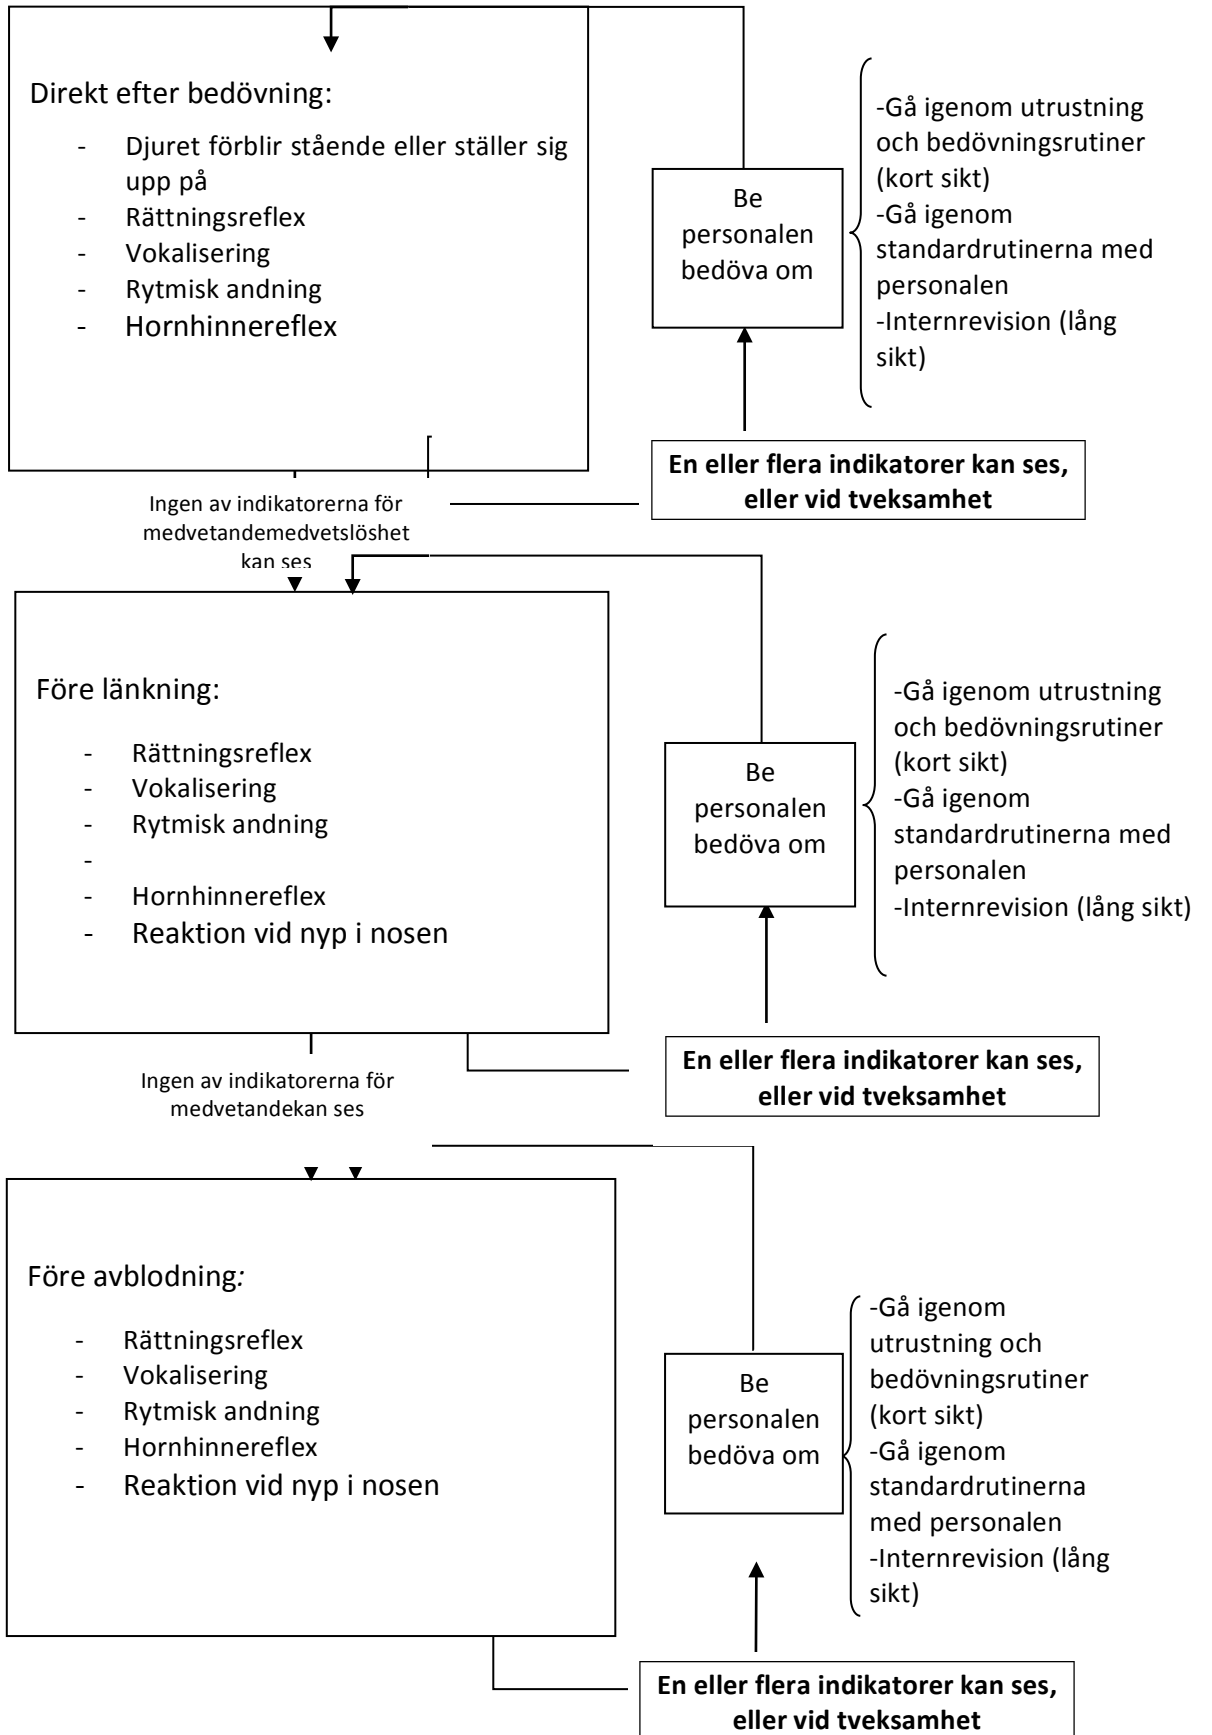 Direkt efter bedövning:
- Djuret förblir stående eller ställer sig
upp på
- Rättningsreflex
- Vokalisering
- Rytmisk andning
- Hornhinnereflex
Be
personalen
bedöva om
-Gå igenom utrustning
och bedövningsrutiner
(kort sikt)
-Gå igenom
standardrutinerna med
personalen
-Internrevision (lång
sikt)
En eller flera indikatorer kan ses,
eller vid tveksamhet
Ingen av indikatorerna för
medvetandemedvetslöshet
kan ses
Före länkning:
- Rättningsreflex
- Vokalisering
- Rytmisk andning
-
- Hornhinnereflex
- Reaktion vid nyp i nosen
Be
personalen
bedöva om
-Gå igenom utrustning
och bedövningsrutiner
(kort sikt)
-Gå igenom
standardrutinerna med
personalen
-Internrevision (lång sikt)
En eller flera indikatorer kan ses,
eller vid tveksamhet
Ingen av indikatorerna för
medvetandekan ses
Före avblodning:
- Rättningsreflex
- Vokalisering
- Rytmisk andning
- Hornhinnereflex
- Reaktion vid nyp i nosen
Be
personalen
bedöva om
-Gå igenom
utrustning och
bedövningsrutiner
(kort sikt)
-Gå igenom
standardrutinerna
med personalen
-Internrevision (lång
sikt)
En eller flera indikatorer kan ses,
eller vid tveksamhet